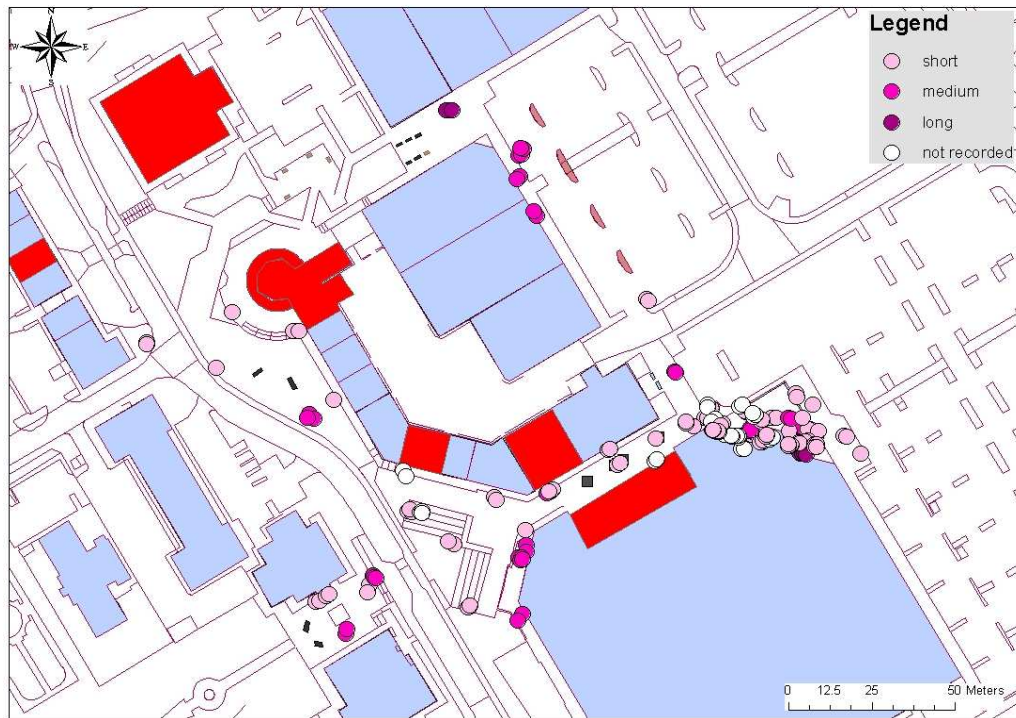 N
W
E
S
Legend
short
medium
long
not recorded
0 12.5 25 50 Meters